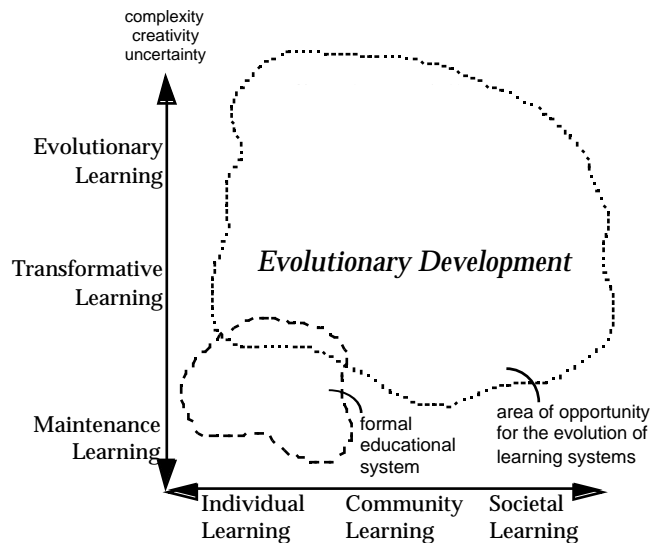 complexity
creativity
uncertainty
Evolutionary
Learning
Transformative
Learning
Evolutionary Development
Maintenance
Learning
formal
educational
system
area of opportunity
for the evolution of
learning systems
Individual
Learning
Community
Learning
Societal
Learning